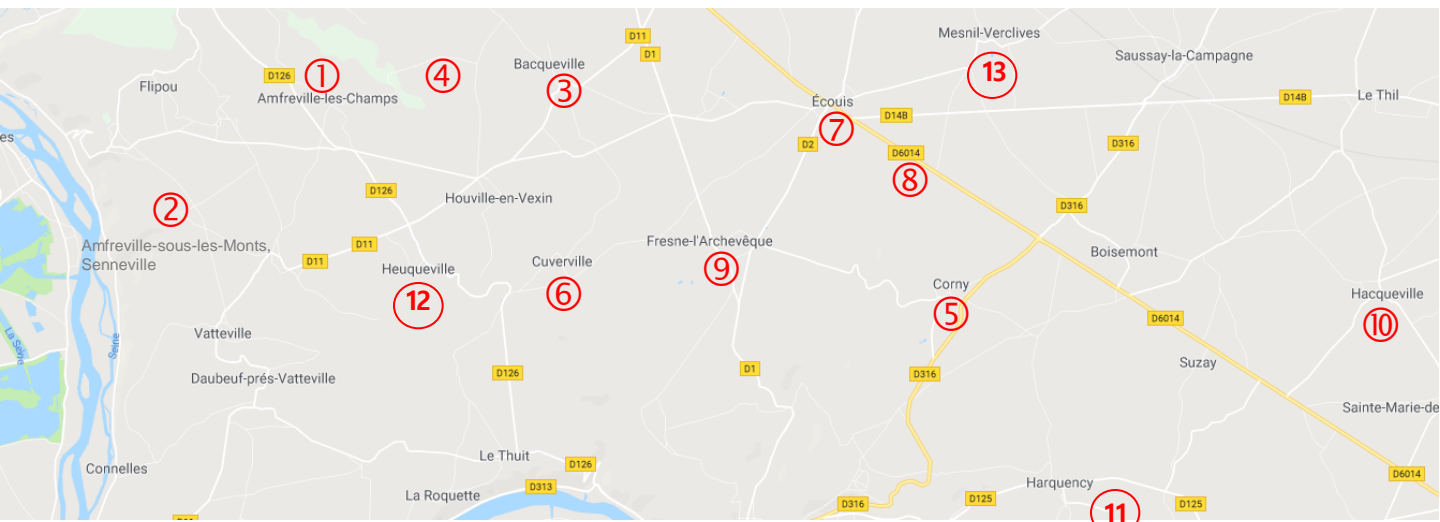 D11
Mesnil-Verclives
D1
Saussay-la-Campagne
Bacqueville
13
D126
①
④
Flipou
③
Amfreville-les-Champs
Écouis
D14B
Le Thil
D14B
⑦
es
D2
D316
D6014
⑧
D126
Houville-en-Vexin
②
D316
Amfreville-sous-les-Monts,
Senneville
D11
D11
Fresne-l'Archevêque
Boisemont
Heuqueville
Cuverville
⑨
12
⑥
Corny
⑤
Hacqueville
⑩
D6014
Vatteville
La Seine
Seine
Suzay
D126
D1
D316
Daubeuf-prés-Vatteville
Sainte-Marie-de
Connelles
Le Thuit
D126
D6014
La Roquette
D313
Harquency
D316
D125
D125
11